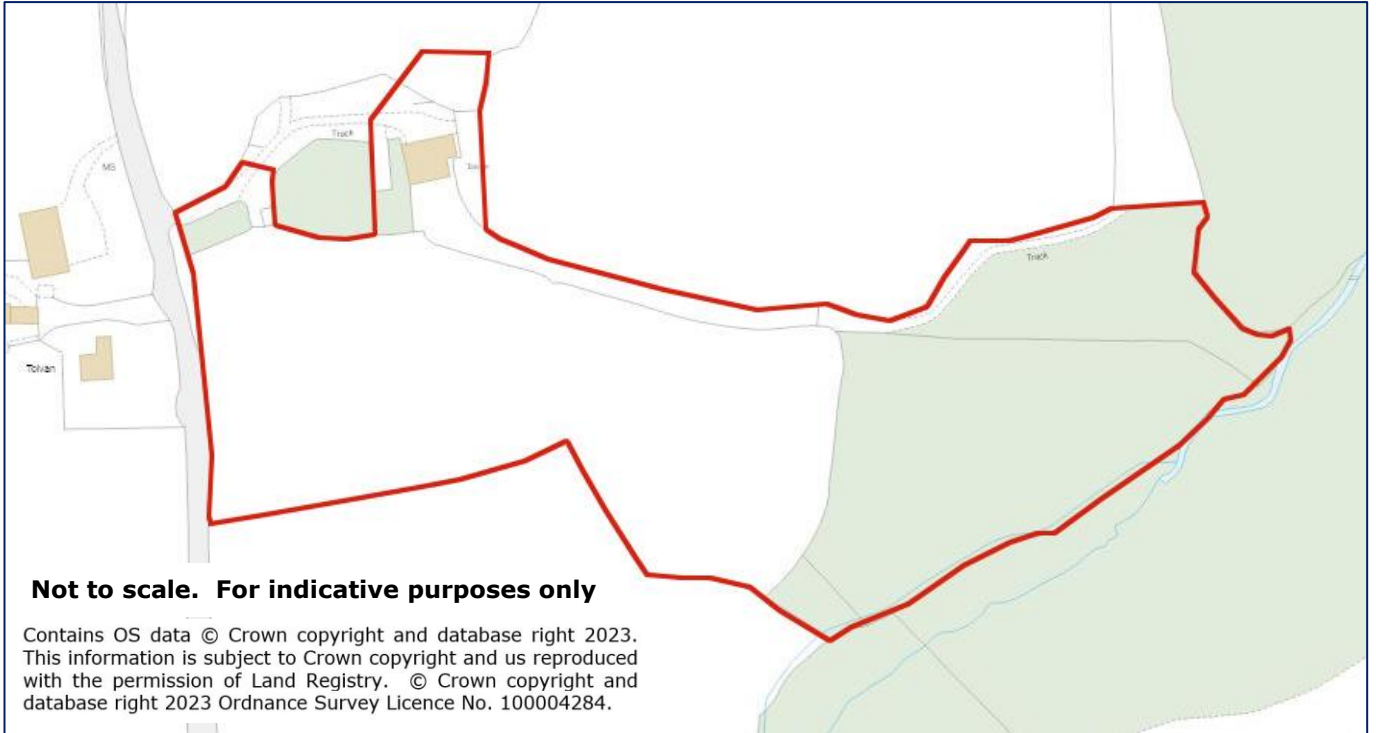 Track
MS
Track
Tolvan
Not to scale. For indicative purposes only
Contains OS data © Crown copyright and database right 2023.
This information is subject to Crown copyright and us reproduced
with the permission of Land Registry. © Crown copyright and
database right 2023 Ordnance Survey Licence No. 100004284.